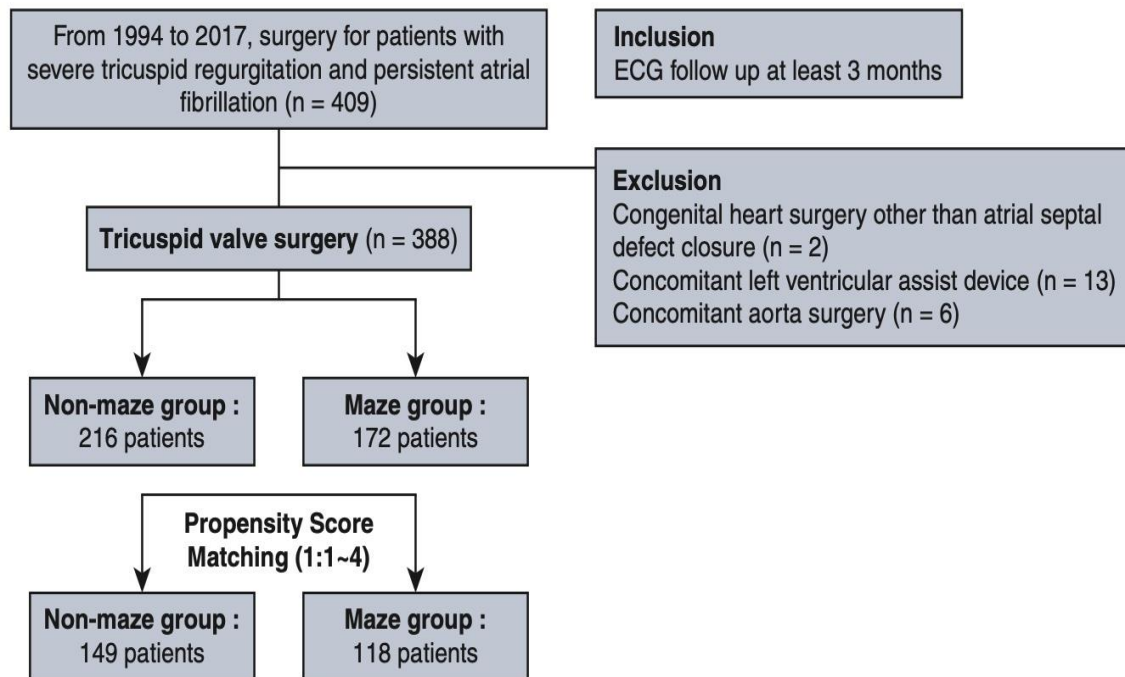 From 1994 to 2017, surgery for patients with
severe tricuspid regurgitation and persistent atrial
fibrillation (n = 409)
Inclusion
ECG follow up at least 3 months
Exclusion
Congenital heart surgery other than atrial septal
defect closure (n = 2)
Concomitant left ventricular assist device (n = 13)
Concomitant aorta surgery (n = 6)
Tricuspid valve surgery (n = 388)
Non-maze group :
216 patients
Maze group :
172 patients
Propensity Score
Matching (1:1~4)
Non-maze group :
149 patients
Maze group :
118 patients